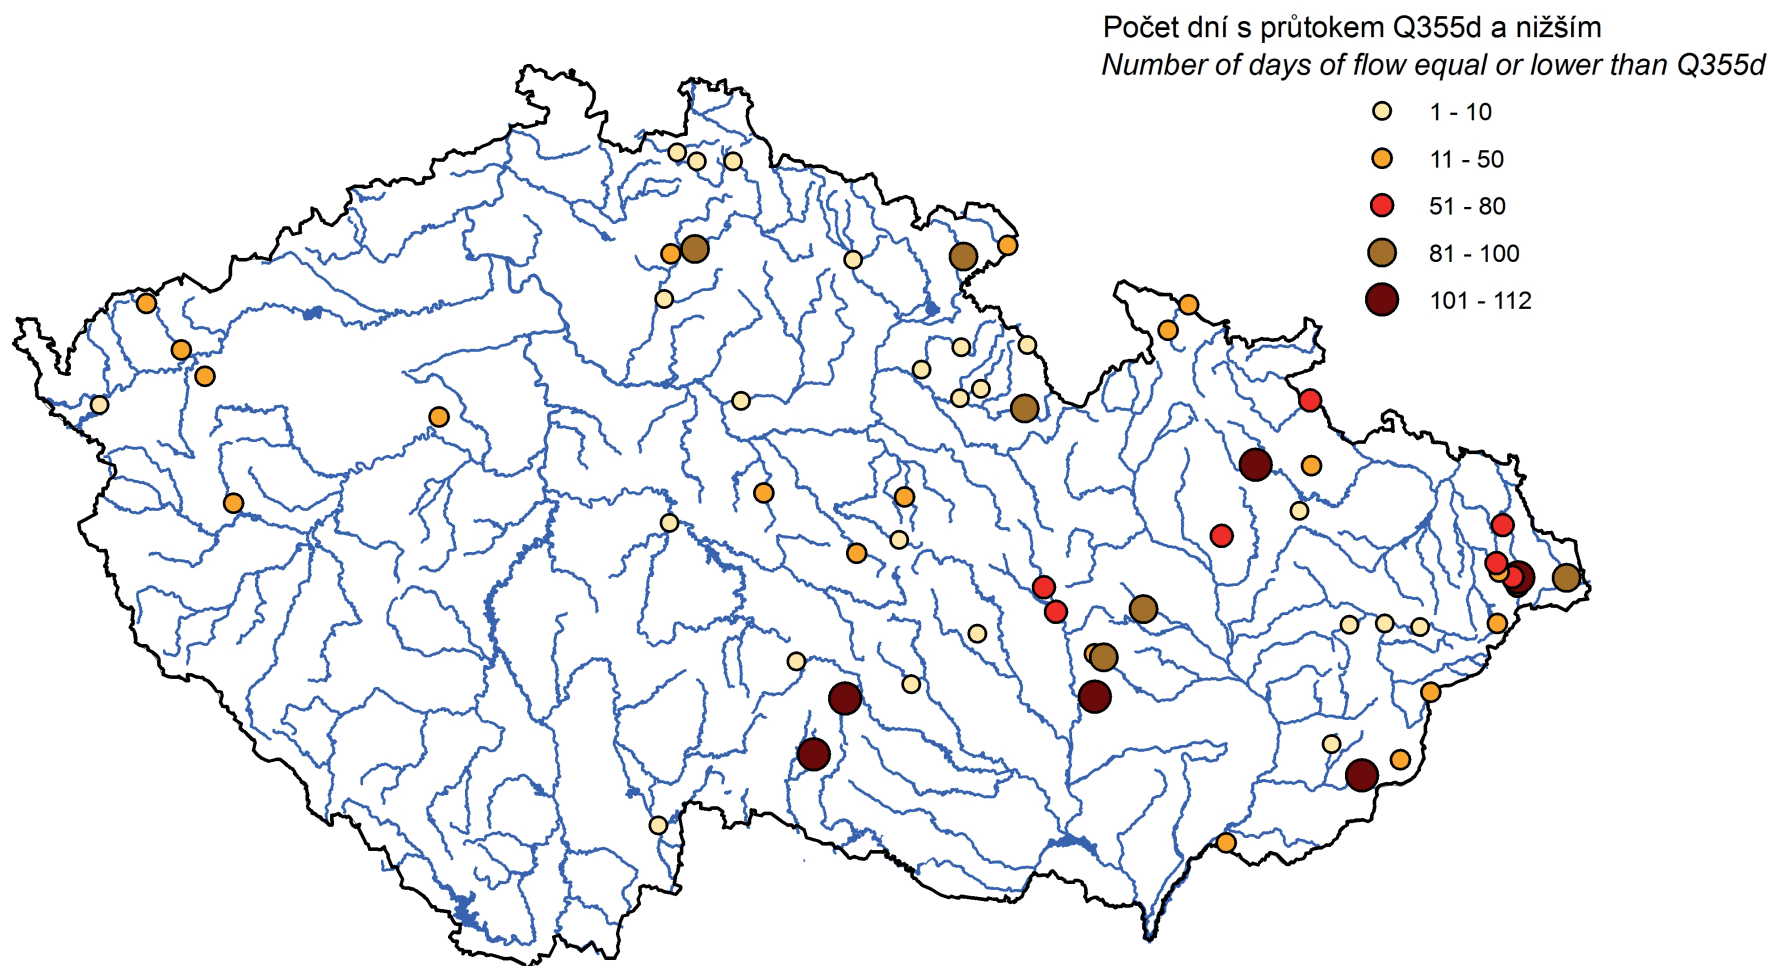 Počet dní s průtokem Q355d a nižším
Number of days of flow equal or lower than Q355d
1 - 10
11 - 50
51 - 80
81 - 100
101 - 112